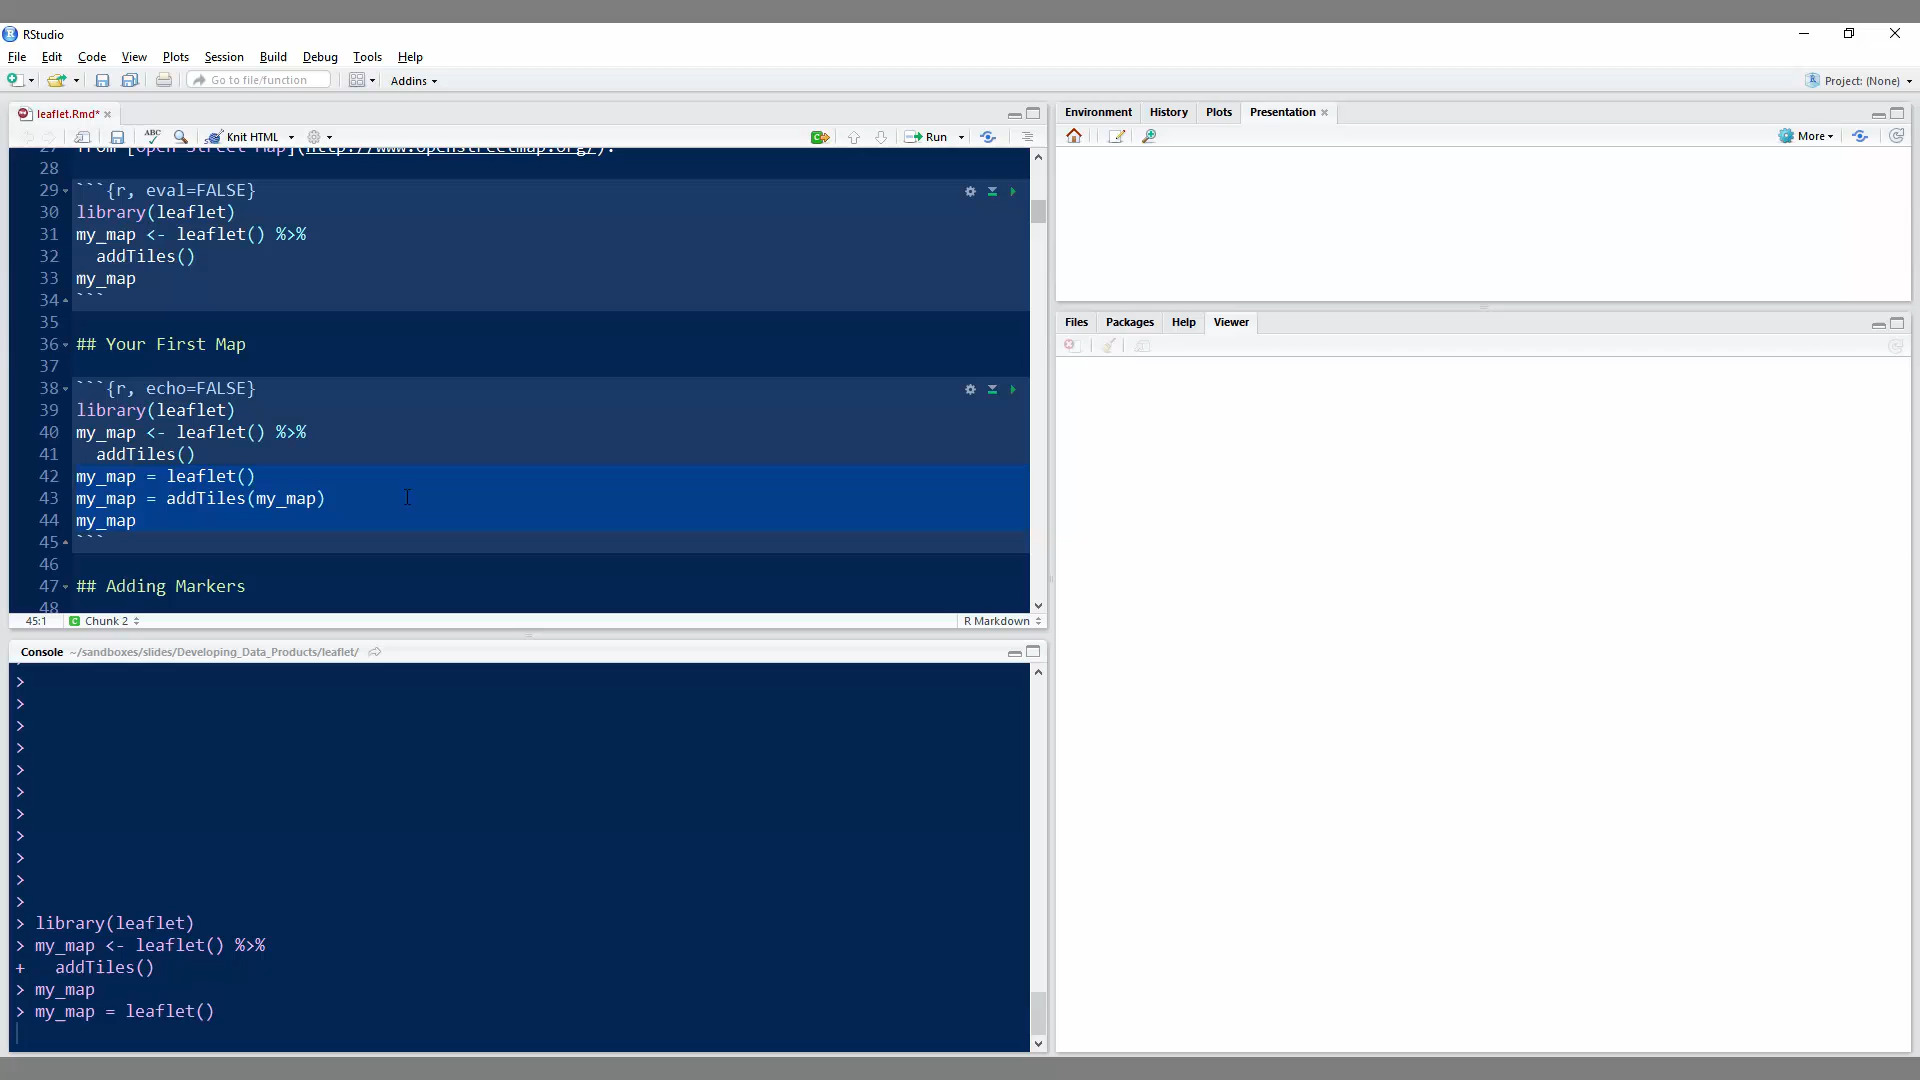 RStudio
File Edit Code View Plots Session Build Debug Tools Help
Go to file/function Addins Project: (None)
leaflet.Rmd*
ABC Knit HTML Run
27 from [Open Street Map](http://www.openstreetmap.org/).
28
29 ```{r, eval=FALSE}
30 library(leaflet)
31 my_map <- leaflet() %>%
32 addTiles()
33 my_map
34 ```
35
36 ## Your First Map
37
38 ```{r, echo=FALSE}
39 library(leaflet)
40 my_map <- leaflet() %>%
41 addTiles()
42 my_map = leaflet()
43 my_map = addTiles(my_map)
44 my_map
45 ```
46
47 ## Adding Markers
48
45:1 C Chunk 2 R Markdown
Console ~/sandboxes/slides/Developing_Data_Products/leaflet/
>
>
>
>
>
>
>
>
>
>
>
> library(leaflet)
> my_map <- leaflet() %>%
+ addTiles()
> my_map
> my_map = leaflet()
Environment History Plots Presentation
More
Files Packages Help Viewer